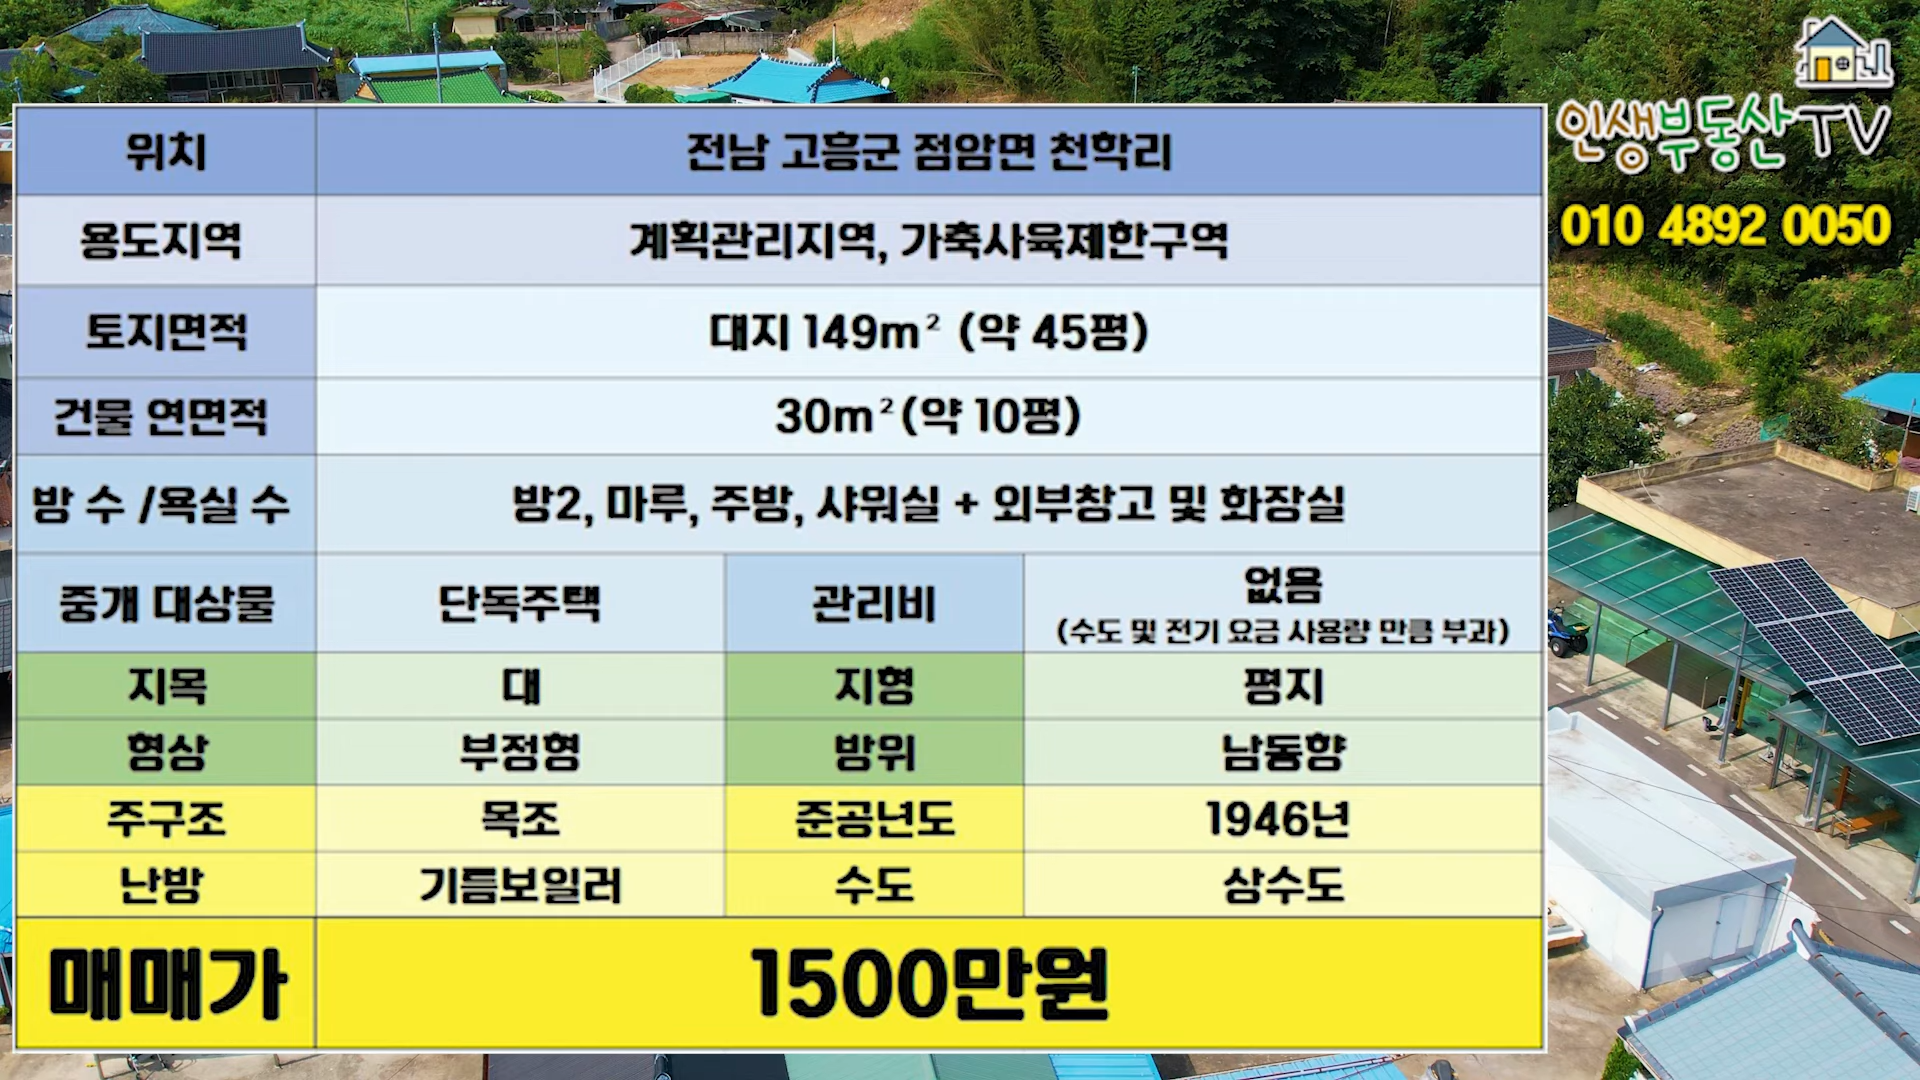 위치 전남 고흥군 점암면 천학리
용도지역 계획관리지역, 가축사육제한구역
토지면적 대지 149m² (약 45평)
건물 연면적 30m²(약 10평)
방 수 /욕실 수 방2, 마루, 주방, 샤워실 + 외부창고 및 화장실
중개 대상물 단독주택 관리비 없음
(수도 및 전기 요금 사용량 만큼 부과)
지목 대 지형 평지
형상 부정형 방위 남동향
주구조 목조 준공년도 1946년
난방 기름보일러 수도 상수도
매매가 1500만원
인생부동산TV
010 4892 0050